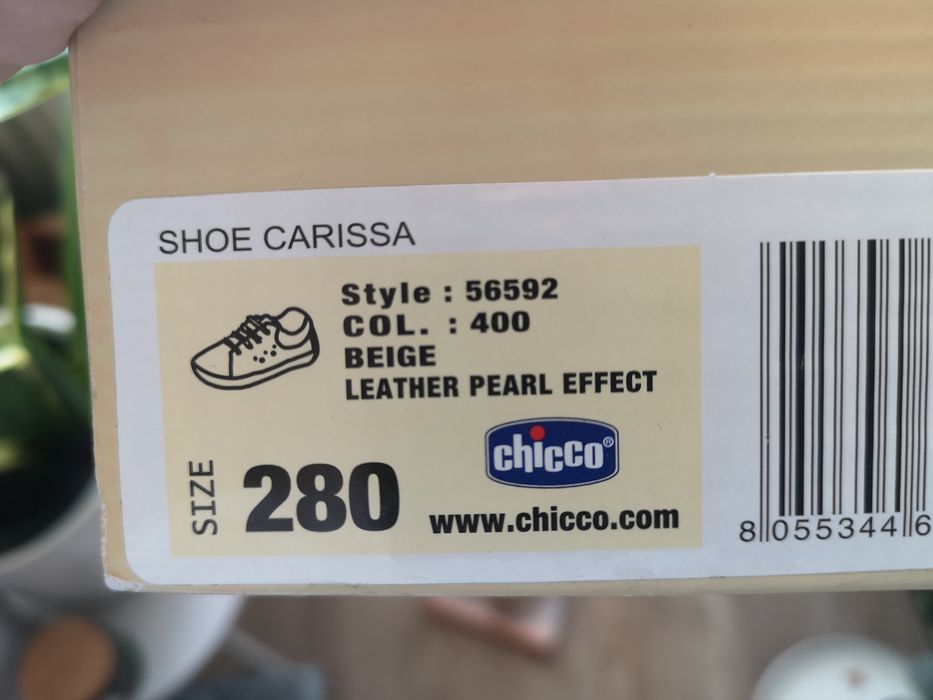 SHOE CARISSA
Style : 56592
COL. : 400
BEIGE
LEATHER PEARL EFFECT
chicco®
SIZE 280
www.chicco.com
8 055344 6